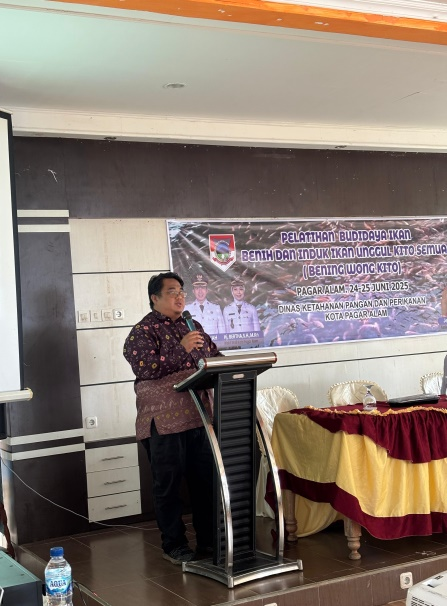 PELATIHAN BUDIDAYA IKAN
BENIH DAN INDUK IKAN UNGGUL KITO SEMUA
( BENING WONG KITO)
PAGAR ALAM, 24-25 JUNI 2025
DINAS KETAHANAN PANGAN DAN PERIKANAN
KOTA PAGAR ALAM
AQUA